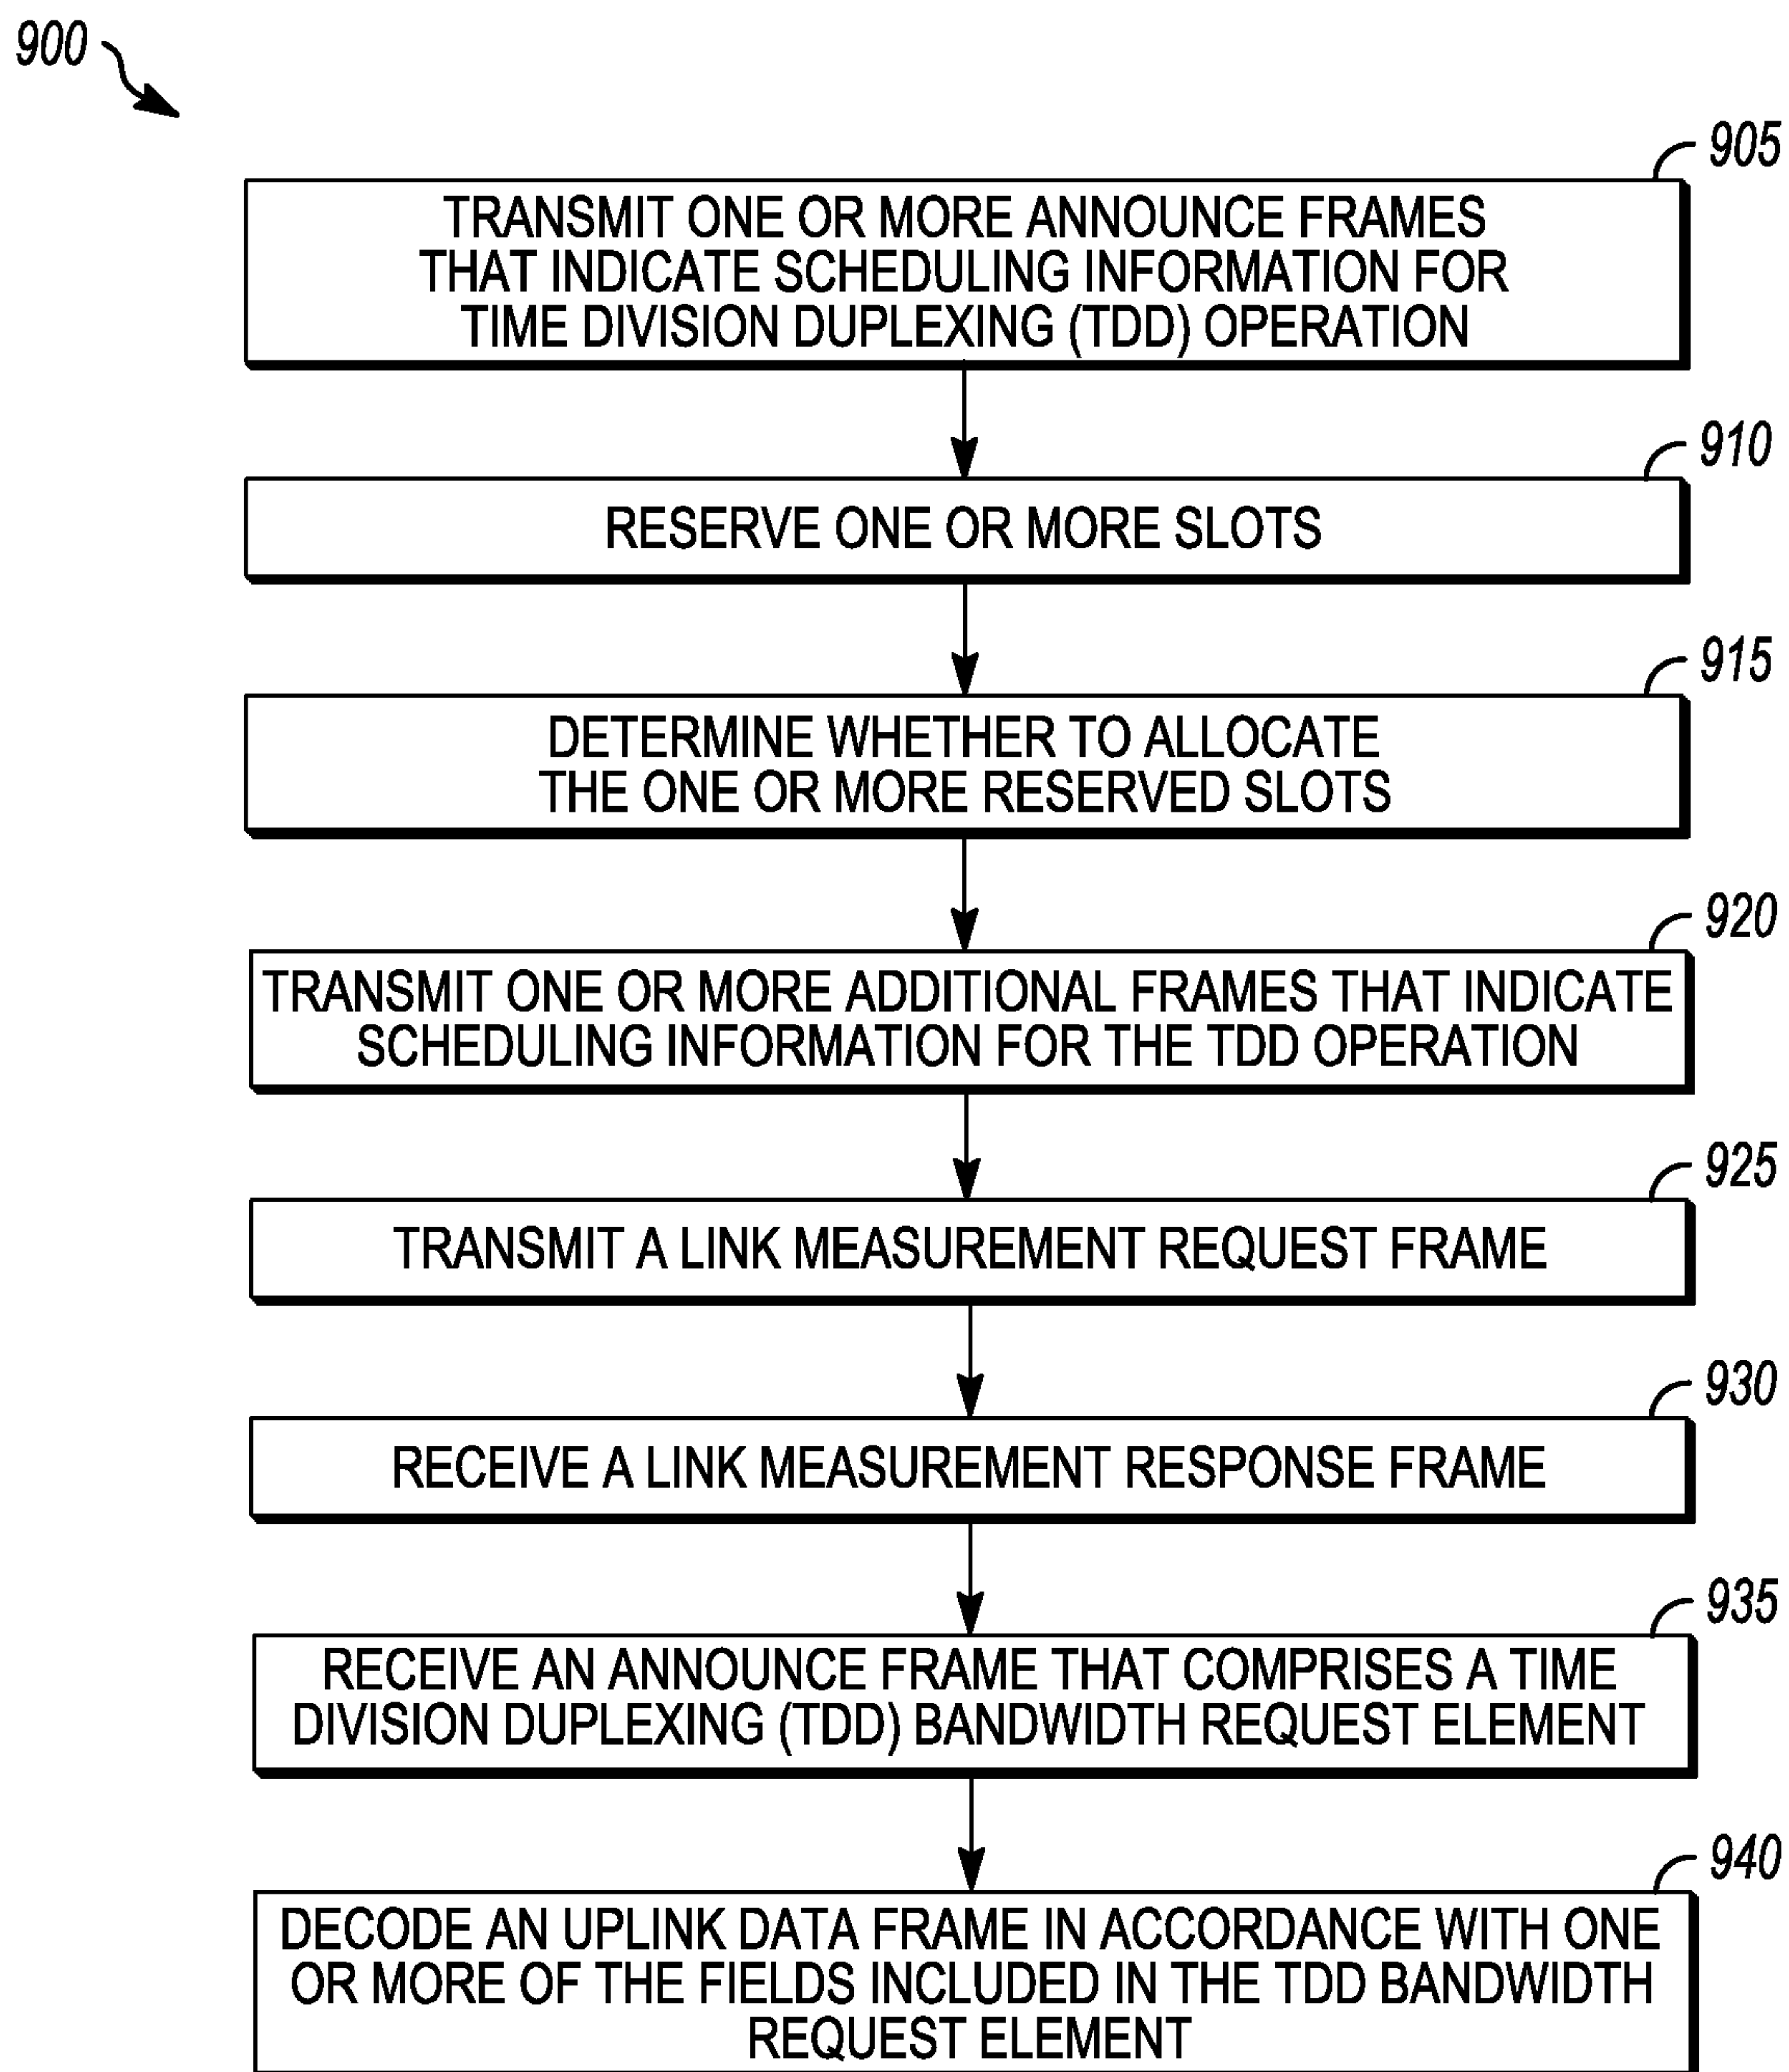 900
905
TRANSMIT ONE OR MORE ANNOUNCE FRAMES
THAT INDICATE SCHEDULING INFORMATION FOR
TIME DIVISION DUPLEXING (TDD) OPERATION
910
RESERVE ONE OR MORE SLOTS
915
DETERMINE WHETHER TO ALLOCATE
THE ONE OR MORE RESERVED SLOTS
920
TRANSMIT ONE OR MORE ADDITIONAL FRAMES THAT INDICATE
SCHEDULING INFORMATION FOR THE TDD OPERATION
925
TRANSMIT A LINK MEASUREMENT REQUEST FRAME
930
RECEIVE A LINK MEASUREMENT RESPONSE FRAME
935
RECEIVE AN ANNOUNCE FRAME THAT COMPRISES A TIME
DIVISION DUPLEXING (TDD) BANDWIDTH REQUEST ELEMENT
940
DECODE AN UPLINK DATA FRAME IN ACCORDANCE WITH ONE
OR MORE OF THE FIELDS INCLUDED IN THE TDD BANDWIDTH
REQUEST ELEMENT